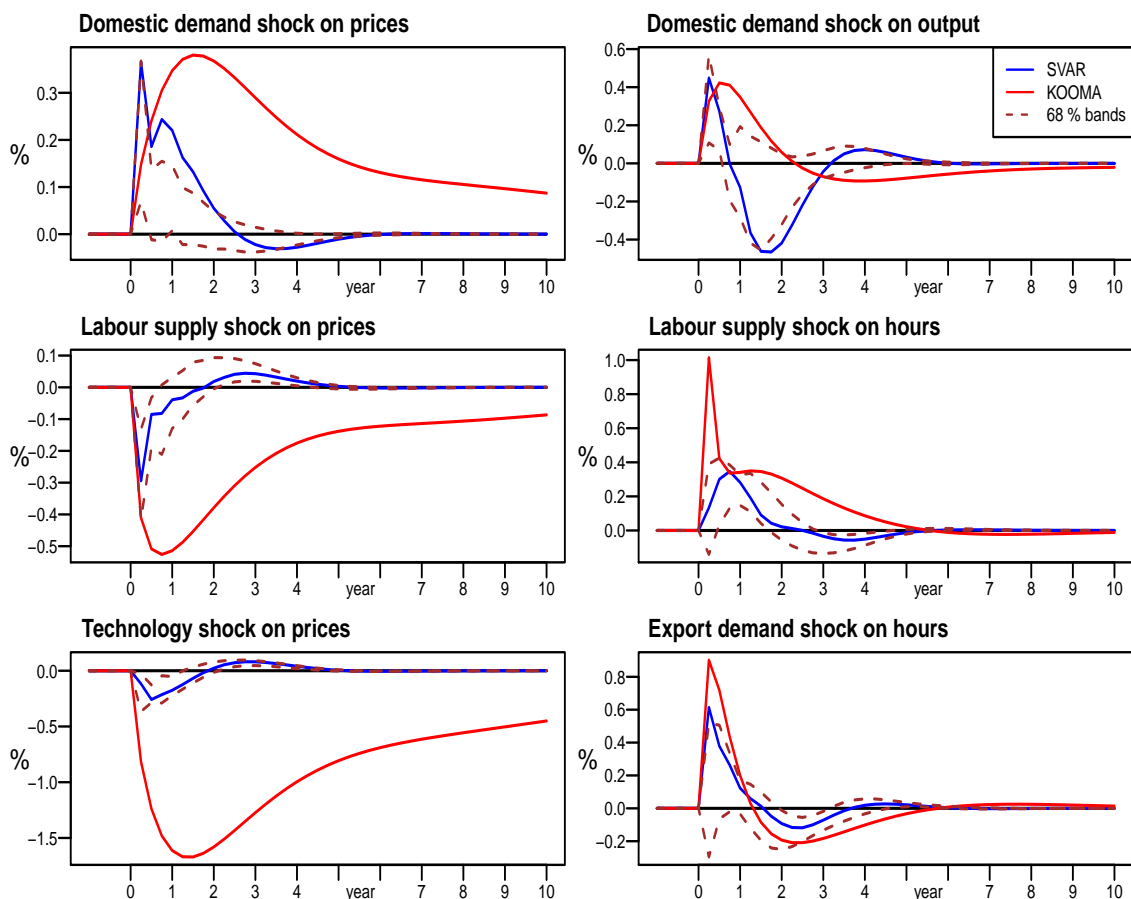 Domestic demand shock on prices
0.3
0.2
0.1
0.0
%
0 1 2 3 4 year 7 8 9 10
Domestic demand shock on output
0.6
0.4
0.2
0.0
−0.4
%
0 1 2 3 4 year 7 8 9 10
SVAR
KOOMA
68 % bands
Labour supply shock on prices
0.1
0.0
−0.1
−0.2
−0.3
−0.4
−0.5
%
0 1 2 3 4 year 7 8 9 10
Labour supply shock on hours
1.0
0.8
0.6
0.4
0.2
0.0
%
0 1 2 3 4 year 7 8 9 10
Technology shock on prices
0.0
−0.5
−1.0
−1.5
%
0 1 2 3 4 year 7 8 9 10
Export demand shock on hours
0.8
0.6
0.4
0.2
0.0
−0.2
%
0 1 2 3 4 year 7 8 9 10